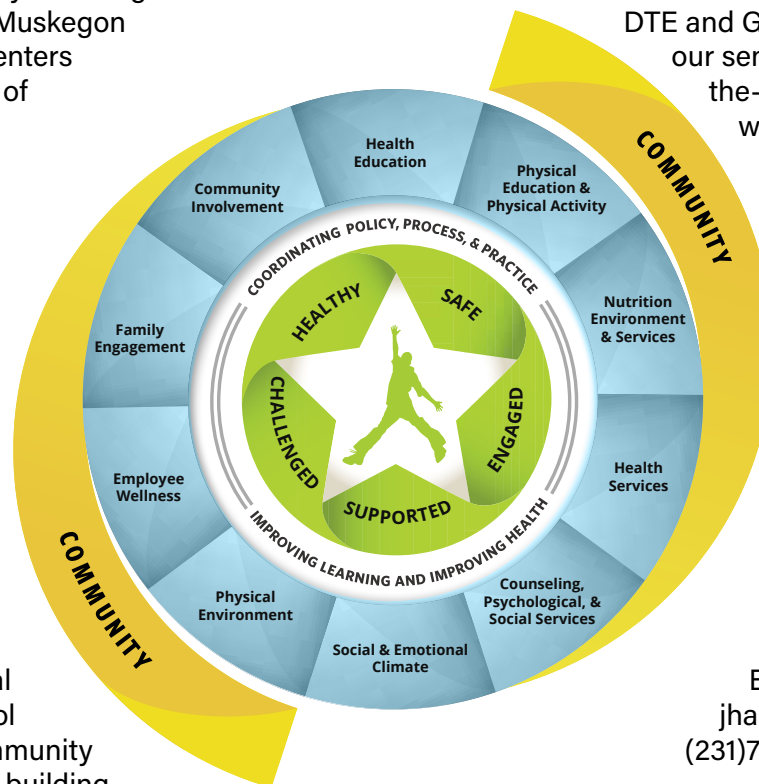 Muskegon
enters
of
DTE and G
our sen
the-
w
COMMUNITY
Health
Education
Physical
Education &
Physical Activity
Nutrition
Environment
& Services
Health
Services
Counseling,
Psychological, &
Social Services
Social & Emotional
Climate
Physical
Environment
Employee
Wellness
Family
Engagement
Community
Involvement
COORDINATING POLICY, PROCESS, & PRACTICE
IMPROVING LEARNING AND IMPROVING HEALTH
HEALTHY
SAFE
ENGAGED
SUPPORTED
CHALLENGED
COMMUNITY
al
ol
mmunity
building
E
jha
(231)7